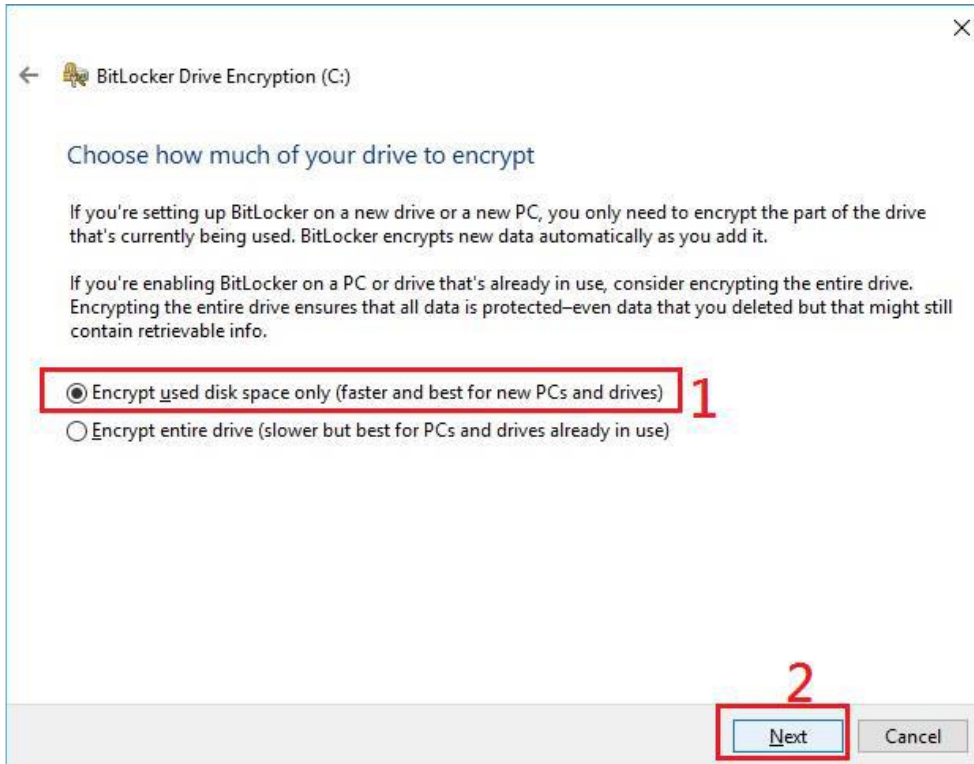 BitLocker Drive Encryption (C:)
Choose how much of your drive to encrypt
If you're setting up BitLocker on a new drive or a new PC, you only need to encrypt the part of the drive
that's currently being used. BitLocker encrypts new data automatically as you add it.
If you're enabling BitLocker on a PC or drive that's already in use, consider encrypting the entire drive.
Encrypting the entire drive ensures that all data is protected–even data that you deleted but that might still
contain retrievable info.
Encrypt used disk space only (faster and best for new PCs and drives) 1
Encrypt entire drive (slower but best for PCs and drives already in use)
2
Next Cancel